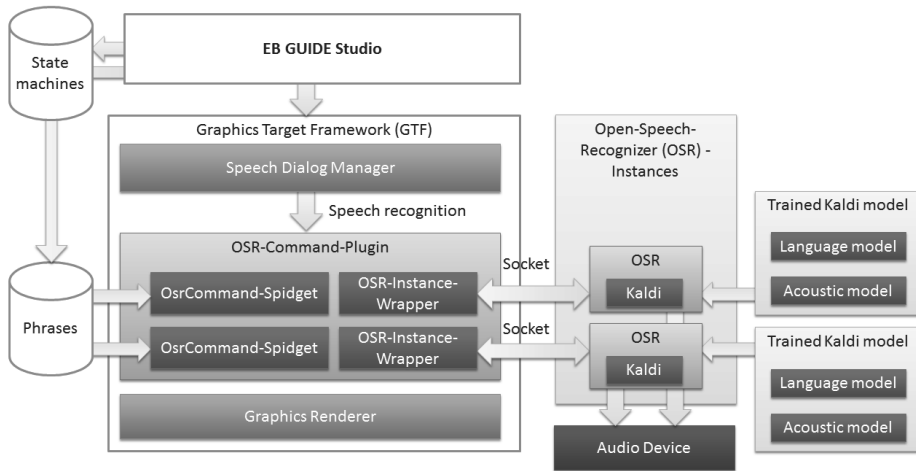 State
machines
EB GUIDE Studio
Graphics Target Framework (GTF)
Speech Dialog Manager
Speech recognition
OSR-Command-Plugin
OsrCommand-Spidget
OSR-Instance-
Wrapper
OsrCommand-Spidget
OSR-Instance-
Wrapper
Graphics Renderer
Phrases
Socket
Socket
Open-Speech-
Recognizer (OSR) -
Instances
OSR
Kaldi
OSR
Kaldi
Audio Device
Trained Kaldi model
Language model
Acoustic model
Trained Kaldi model
Language model
Acoustic model